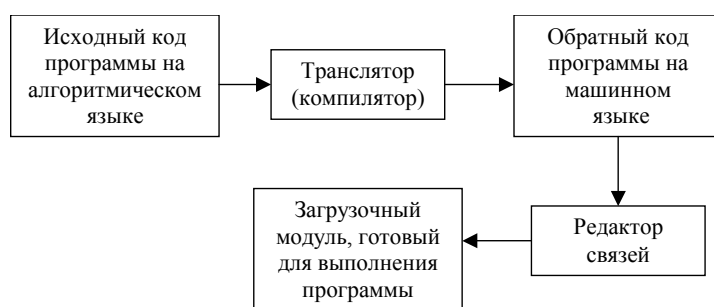 Исходный код
программы на
алгоритмическом
языке
Транслятор
(компилятор)
Обратный код
программы на
машинном
языке
Редактор
связей
Загрузочный
модуль, готовый
для выполнения
программы